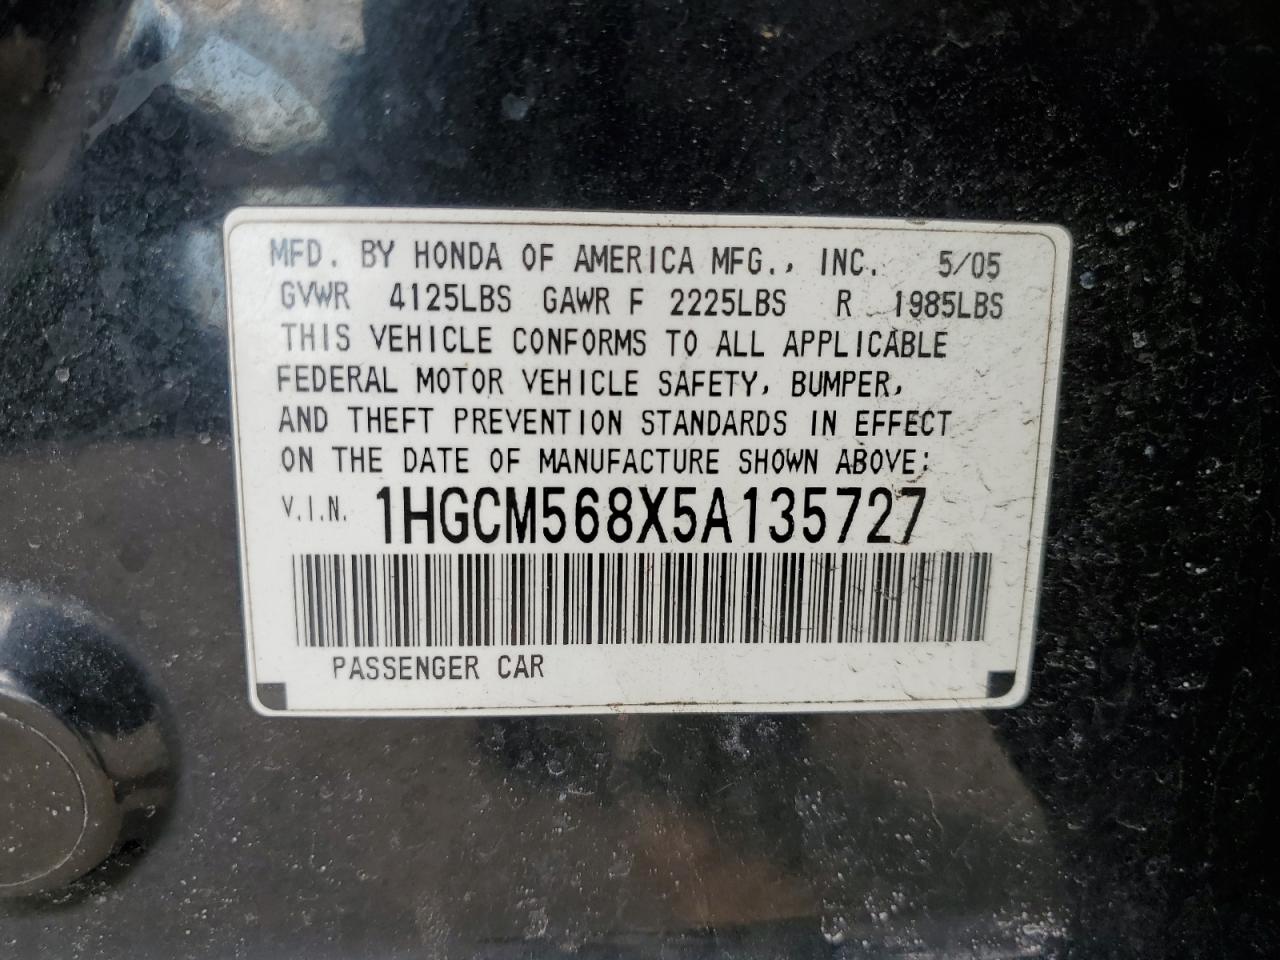 MFD. BY HONDA OF AMERICA MFG., INC. 5/05
GVWR 4125LBS GAWR F 2225LBS R 1985LBS
THIS VEHICLE CONFORMS TO ALL APPLICABLE
FEDERAL MOTOR VEHICLE SAFETY, BUMPER,
AND THEFT PREVENTION STANDARDS IN EFFECT
ON THE DATE OF MANUFACTURE SHOWN ABOVE:
V.I.N. 1HGCM568X5A135727
PASSENGER CAR